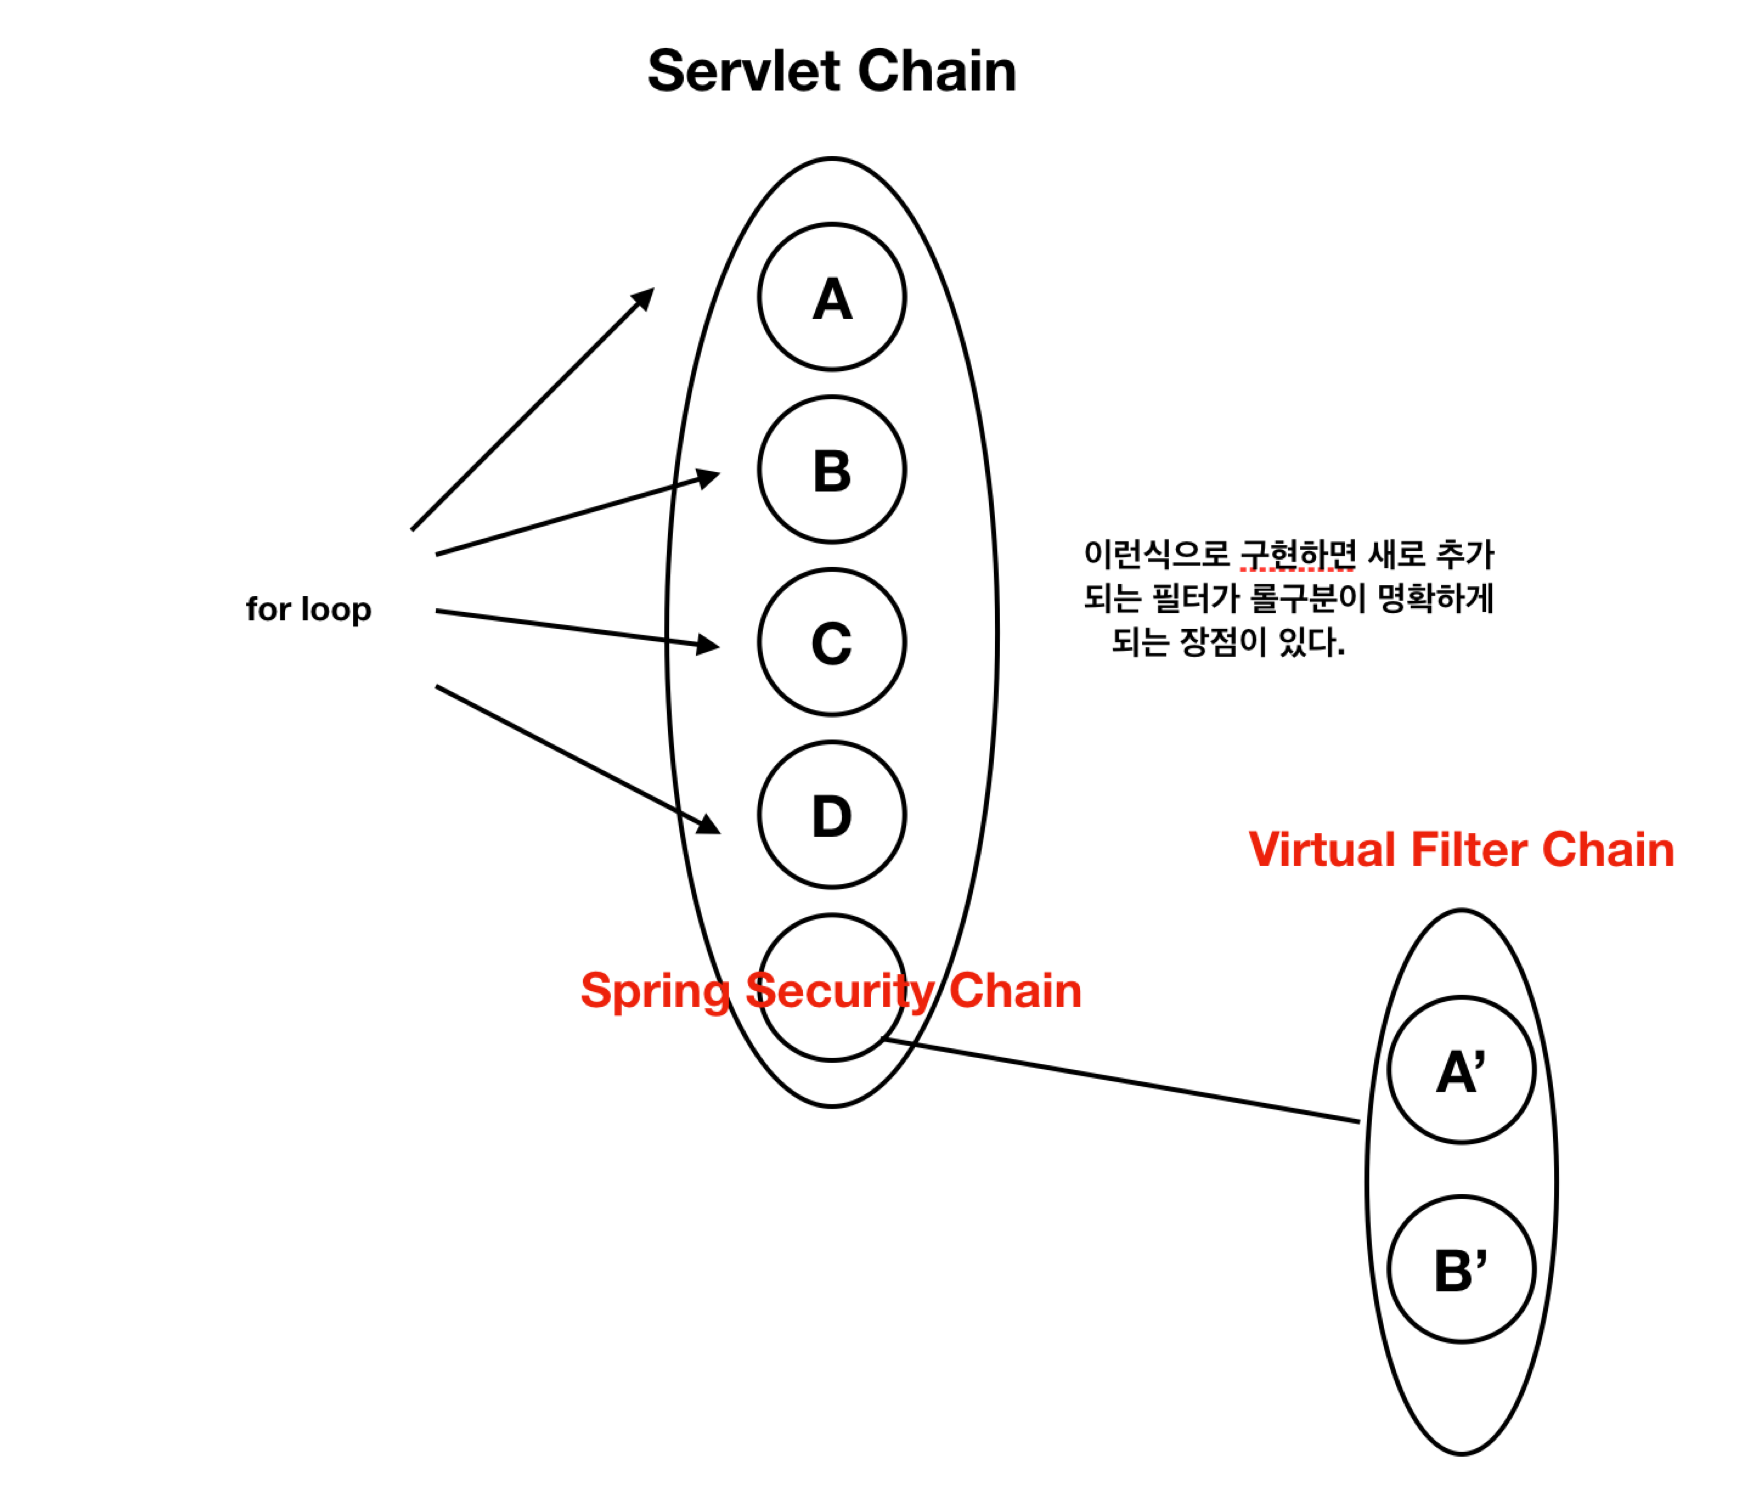 Servlet Chain
A
B
for loop
C
이런식으로 구현하면 새로 추가
되는 필터가 롤구분이 명확하게
되는 장점이 있다.
D
Spring Security Chain
Virtual Filter Chain
A’
B’